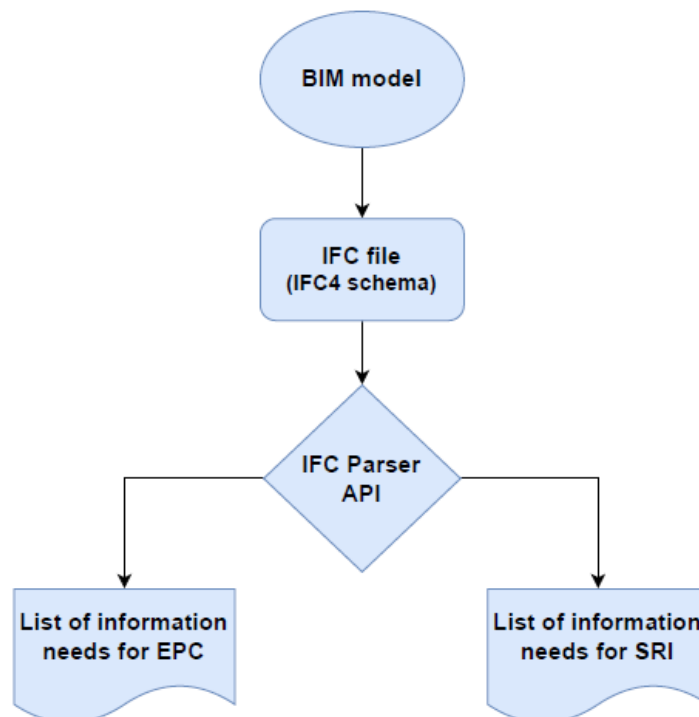 BIM model
IFC file
(IFC4 schema)
IFC Parser
API
List of information
needs for EPC
List of information
needs for SRI